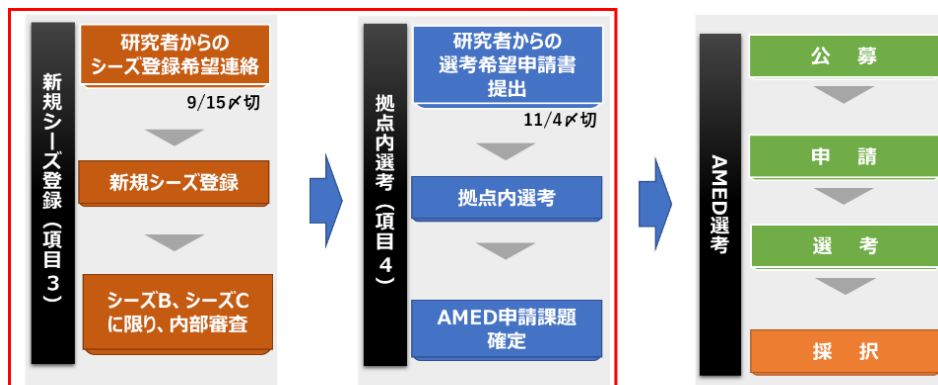 新規シーズ登録（項目3）
研究者からの
シーズ登録希望連絡
9/15〆切
新規シーズ登録
シーズB、シーズC
に限り、内部審査
拠点内選考（項目4）
研究者からの
選考希望申請書
提出
11/4〆切
拠点内選考
AMED申請課題
確定
AMED選考
公　募
申　請
選　考
採　択